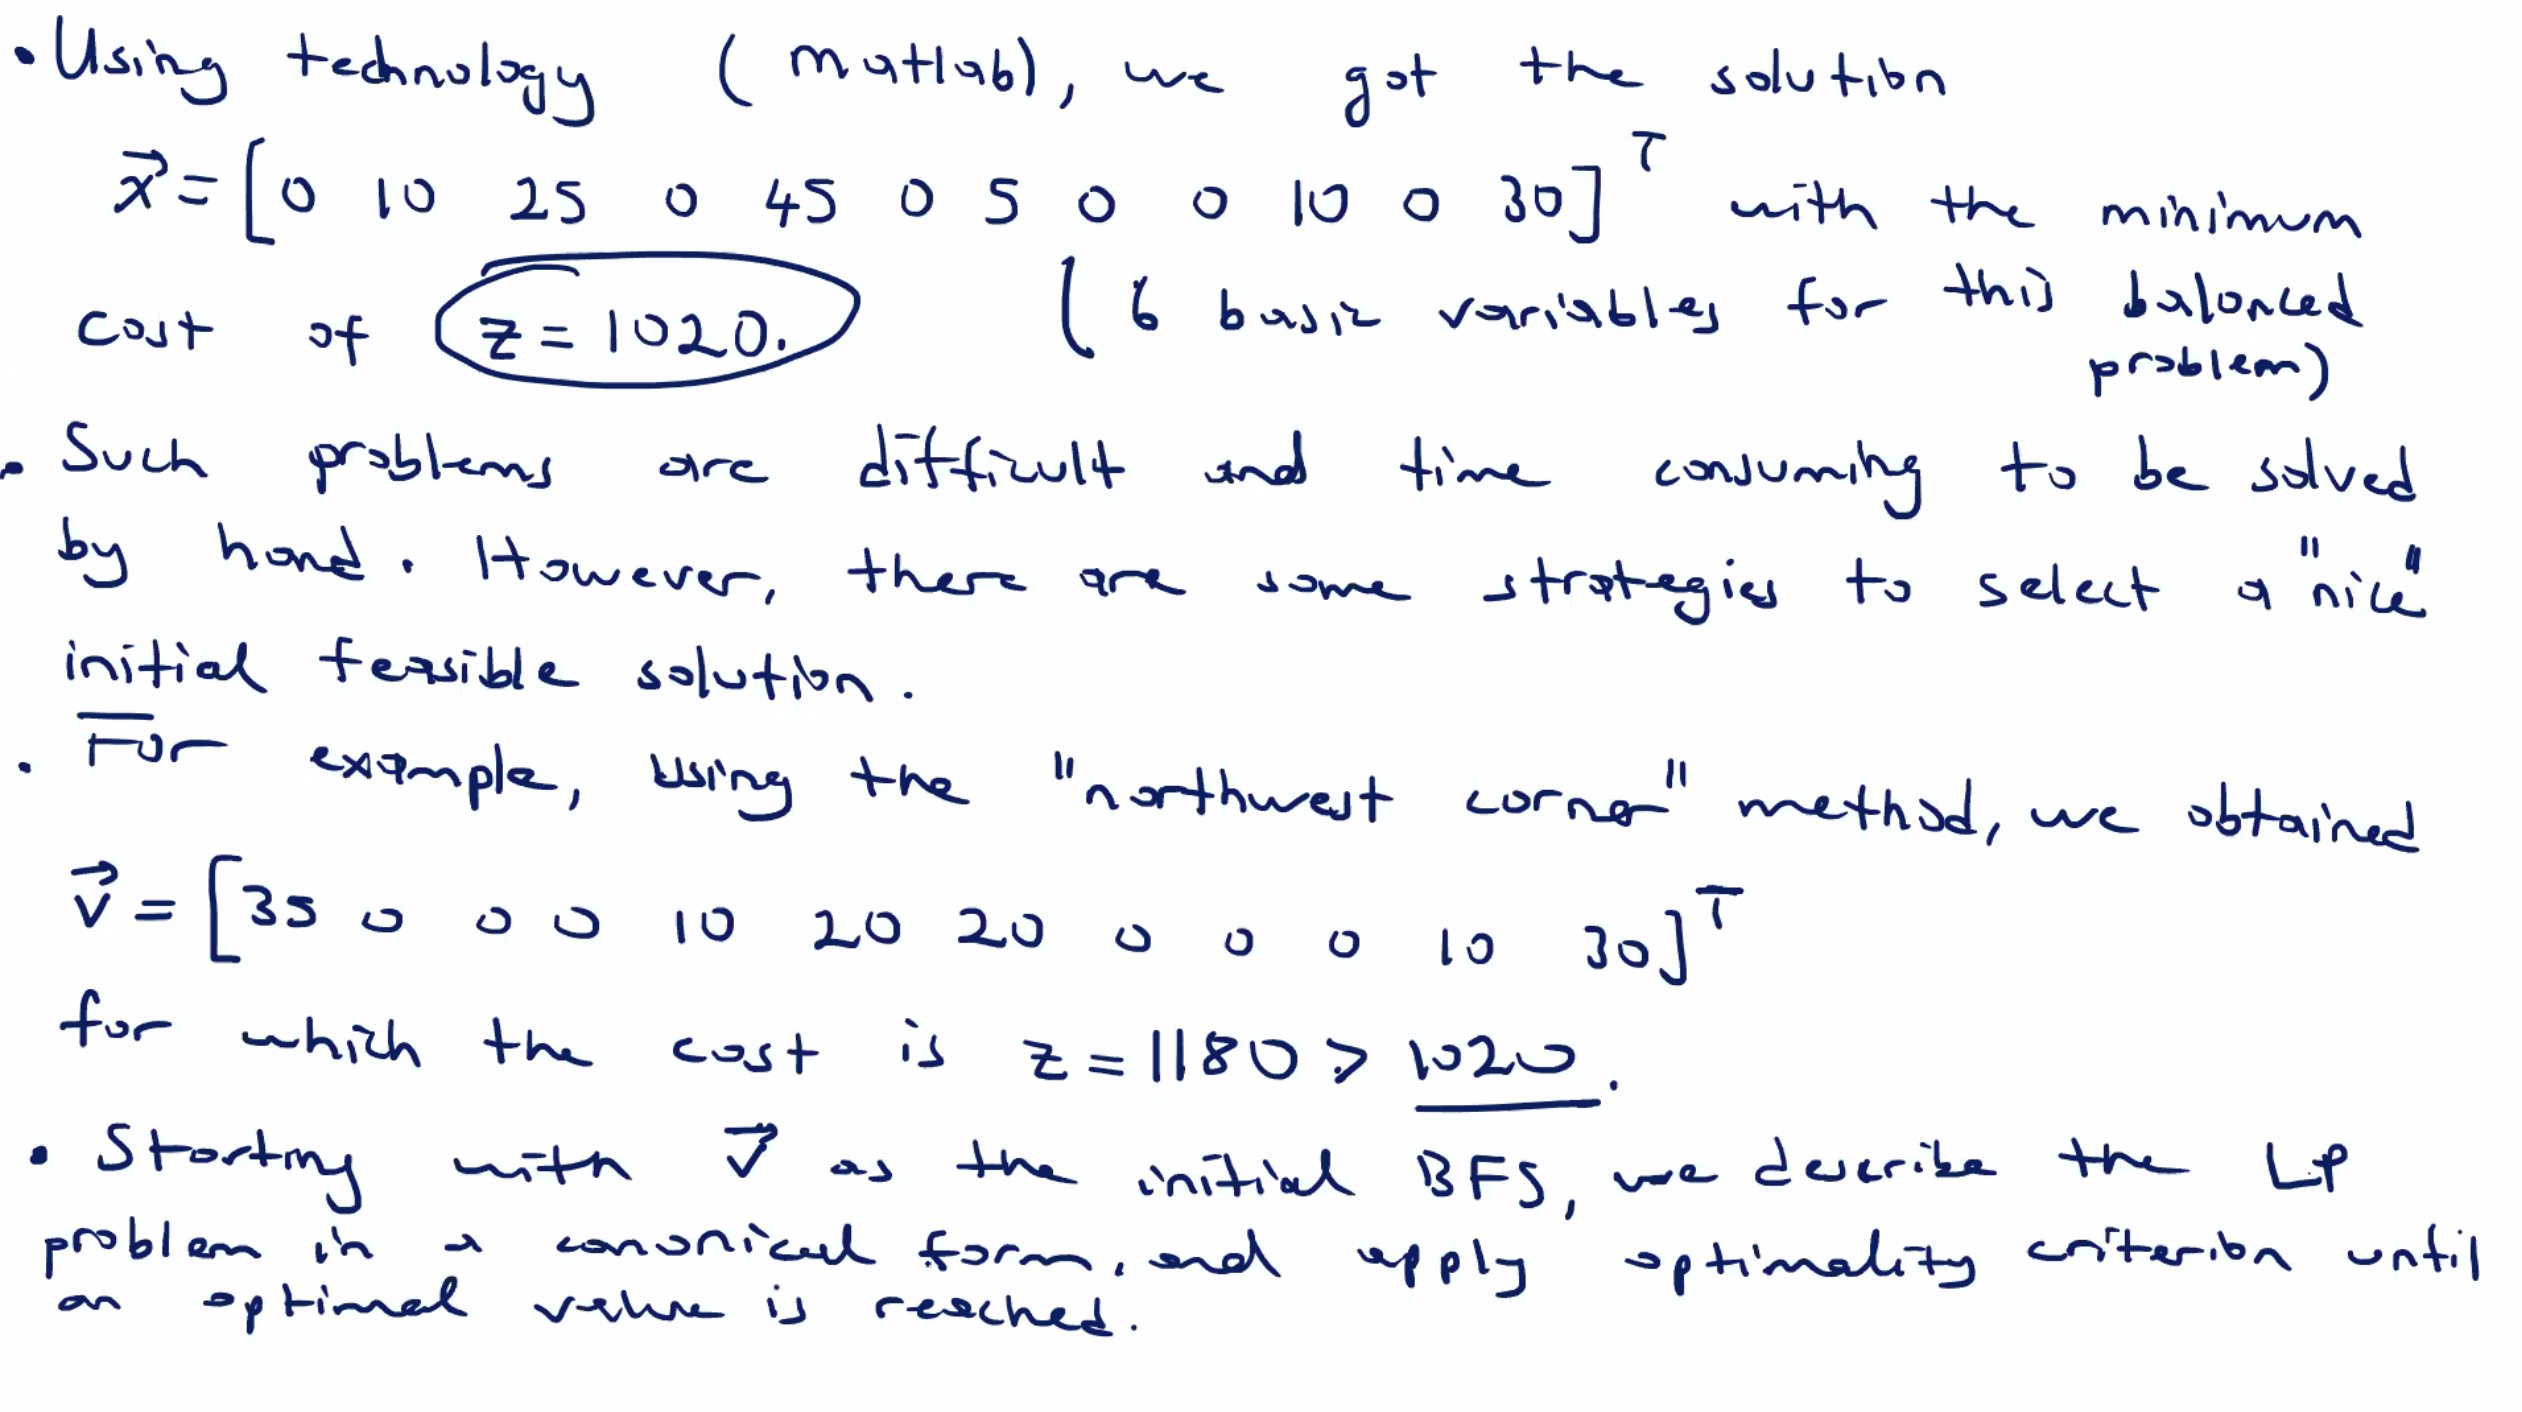 • Using technology (matlab), we got the solution
x⃗ = [0 10 25 0 45 0 5 0 0 10 0 30]ᵀ with the minimum
cost of z = 1020. (6 basic variables for this balanced
problem)
• Such problems are difficult and time consuming to be solved
by hand. However, there are some strategies to select a "nice"
initial feasible solution.
• For example, using the "northwest corner" method, we obtained
v⃗ = [35 0 0 0 10 20 20 0 0 0 10 30]ᵀ
for which the cost is z = 1180 > 1020.
• Starting with v⃗ as the initial BFS, we describe the LP
problem in a canonical form, and apply optimality criterion until
an optimal value is reached.